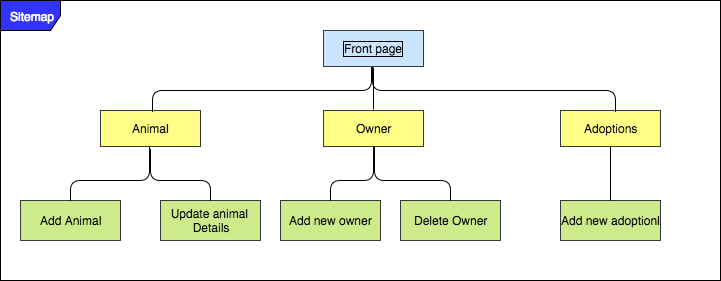 Sitemap
Front page
Animal
Owner
Adoptions
Add Animal
Update animal
Details
Add new owner
Delete Owner
Add new adoptionl